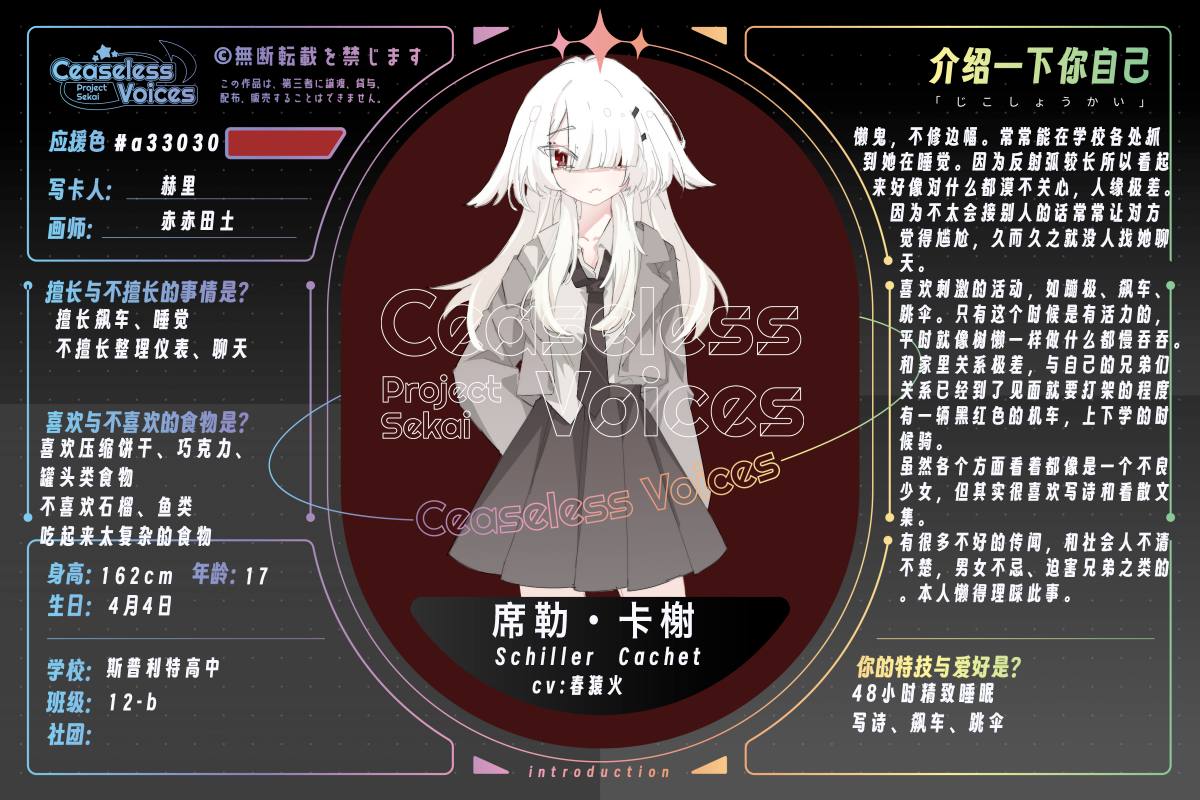 Ceaseless
Project
Sekai
Voices
©無断転載を禁じます
この作品は、第三者に譲渡、貸与、
配布、販売することはできません。
应援色 #a33030
写卡人: 赫里
画师: 赤赤田土
擅长与不擅长的事情是?
擅长飙车、睡觉
不擅长整理仪表、聊天
喜欢与不喜欢的食物是?
喜欢压缩饼干、巧克力、
罐头类食物
不喜欢石榴、鱼类
吃起来太复杂的食物
身高: 162cm 年龄: 17
生日: 4月4日
学校: 斯普利特高中
班级: 12-b
社团:
Ceaseless
Project
Sekai
Voices
Ceaseless Voices
席勒·卡榭
Schiller Cachet
cv:春猿火
introduction
介绍一下你自己
「じこしょうかい」
懒鬼，不修边幅。常常能在学校各处抓
到她在睡觉。因为反射弧较长所以看起
来好像对什么都漠不关心，人缘极差。
因为不太会接别人的话常常让对方
觉得尴尬，久而久之就没人找她聊
天。
喜欢刺激的活动，如蹦极、飙车、
跳伞。只有这个时候是有活力的，
平时就像树懒一样做什么都慢吞吞。
和家里关系极差，与自己的兄弟们
关系已经到了见面就要打架的程度
有一辆黑红色的机车，上下学的时
候骑。
虽然各个方面看着都像是一个不良
少女，但其实很喜欢写诗和看散文
集。
有很多不好的传闻，和社会人不清
不楚，男女不忌、迫害兄弟之类的
。本人懒得理睬此事。
你的特技与爱好是?
48小时精致睡眠
写诗、飙车、跳伞